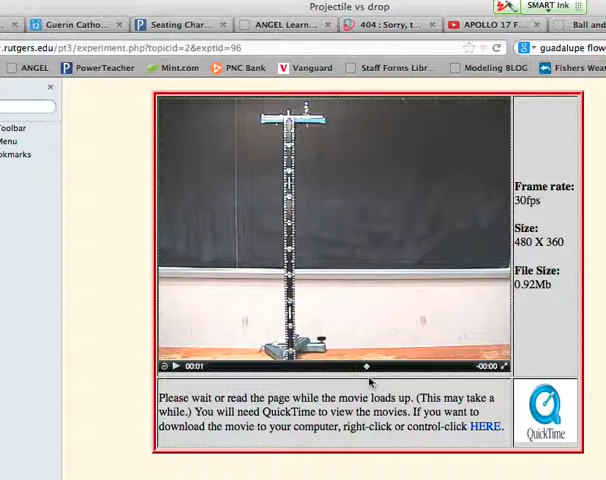 Projectile vs drop
SMART Ink
Guerin Catho...
Seating Char...
ANGEL Learn...
404 : Sorry, t...
APOLLO 17 F...
Ball and
.rutgers.edu/pt3/experiment.php?topicid=2&exptid=96
guadalupe flow
ANGEL
PowerTeacher
Mint.com
PNC Bank
Vanguard
Staff Forms Libr...
Modeling BLOG
Fishers Weat
Toolbar
Menu
okmarks
Frame rate:
30fps
Size:
480 X 360
File Size:
0.92Mb
00:01
-00:00
Please wait or read the page while the movie loads up. (This may take a
while.) You will need QuickTime to view the movies. If you want to
download the movie to your computer, right-click or control-click HERE.
QuickTime